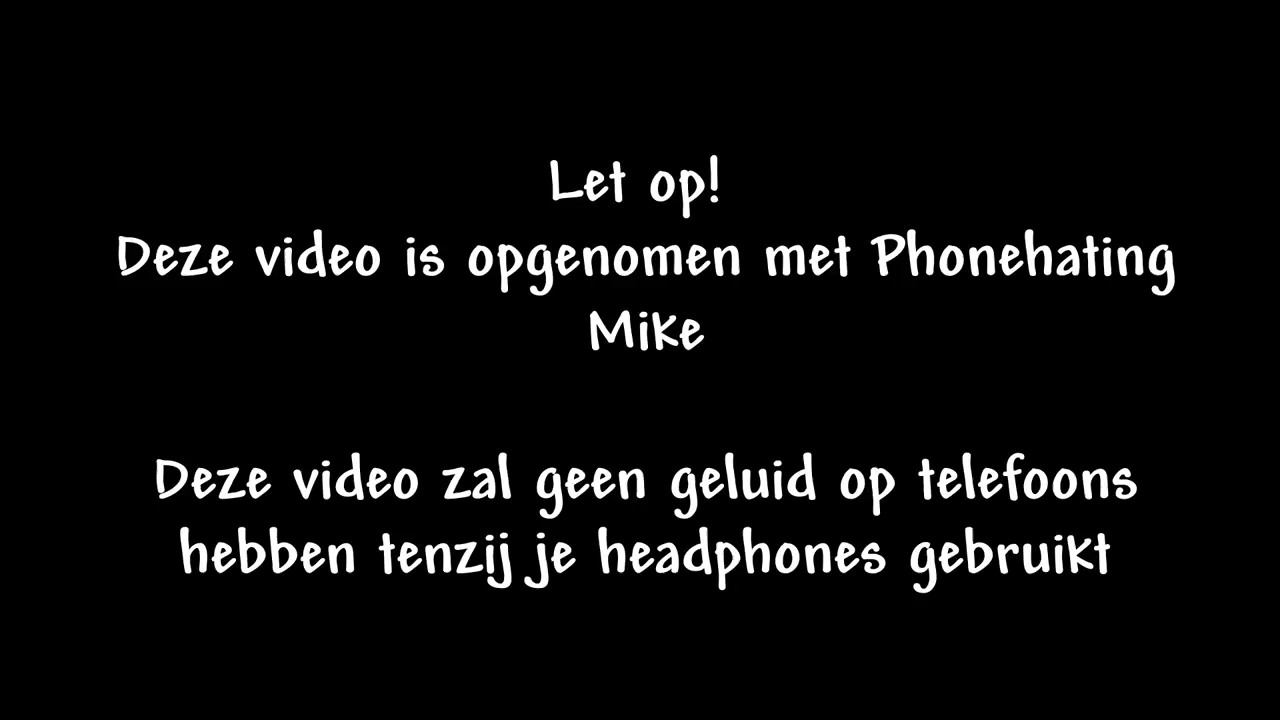 Let op!
Deze video is opgenomen met Phonehating
Mike
Deze video zal geen geluid op telefoons
hebben tenzij je headphones gebruikt